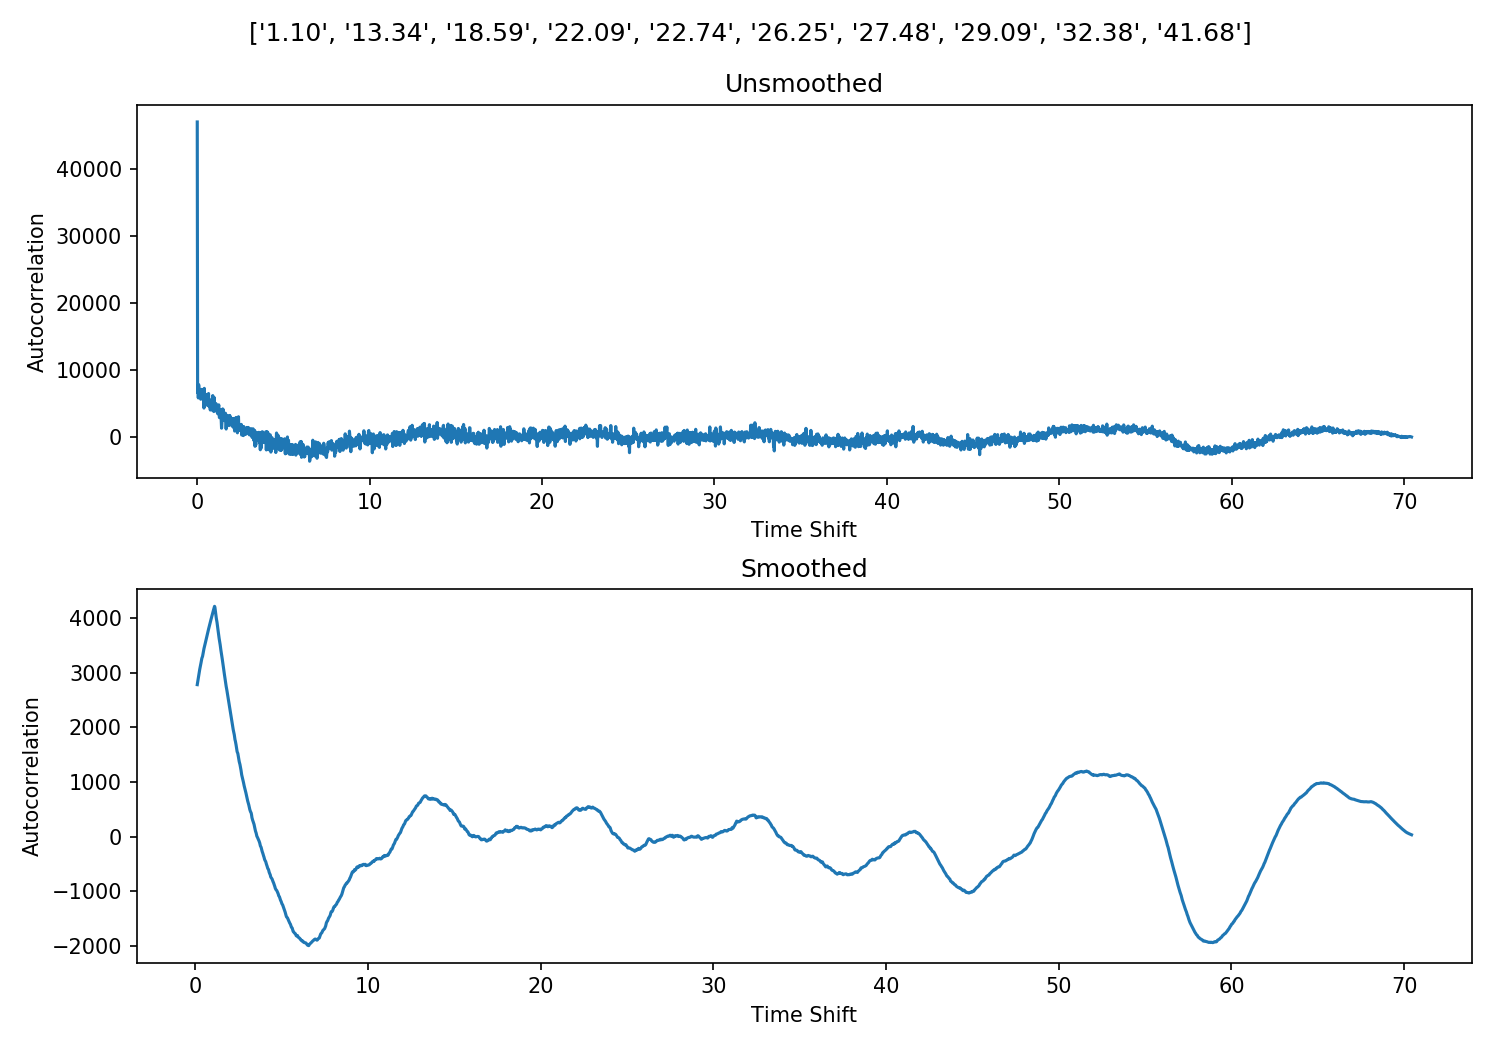 ['1.10', '13.34', '18.59', '22.09', '22.74', '26.25', '27.48', '29.09', '32.38', '41.68']
Unsmoothed
Autocorrelation
40000
30000
20000
10000
0
0 10 20 30 40 50 60 70
Time Shift
Smoothed
Autocorrelation
4000
3000
2000
1000
0
−1000
−2000
0 10 20 30 40 50 60 70
Time Shift